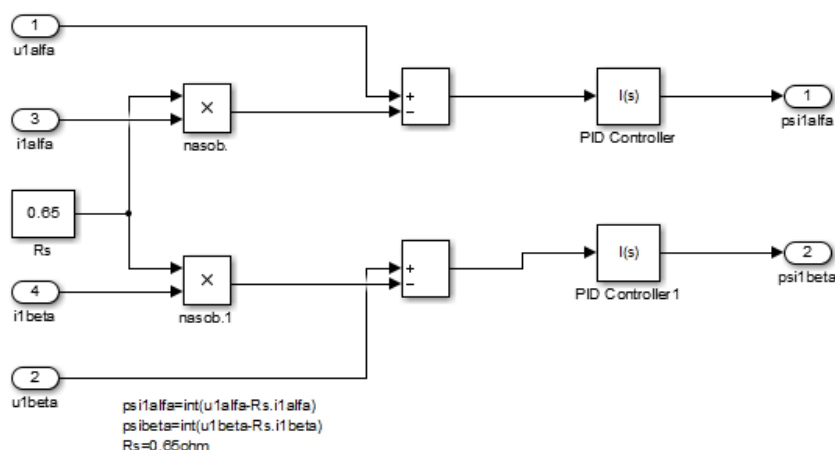 1
u1alfa
3
i1alfa
×
nasob.
+
−
I(s)
PID Controller
1
psi1alfa
0.65
Rs
4
i1beta
×
nasob.1
+
−
I(s)
PID Controller1
2
psi1beta
2
u1beta
psi1alfa=int(u1alfa-Rs.i1alfa)
psibeta=int(u1beta-Rs.i1beta)
Rs=0.65ohm